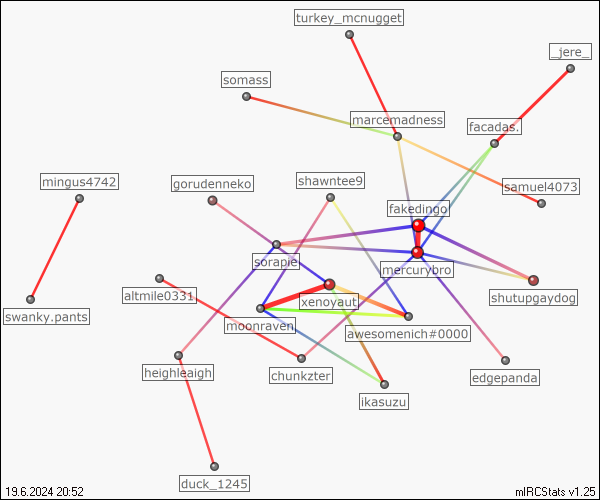 turkey_mcnugget
_jere_
somass
marcemadness
facadas.
mingus4742
gorudenneko
shawntee9
samuel4073
fakedingo
sorapie
mercurybro
altmile0331
xenoyaut
shutupgaydog
swanky.pants
moonraven
awesomenich#0000
heighleaigh
chunkzter
edgepanda
ikasuzu
duck_1245
19.6.2024 20:52
mIRCStats v1.25